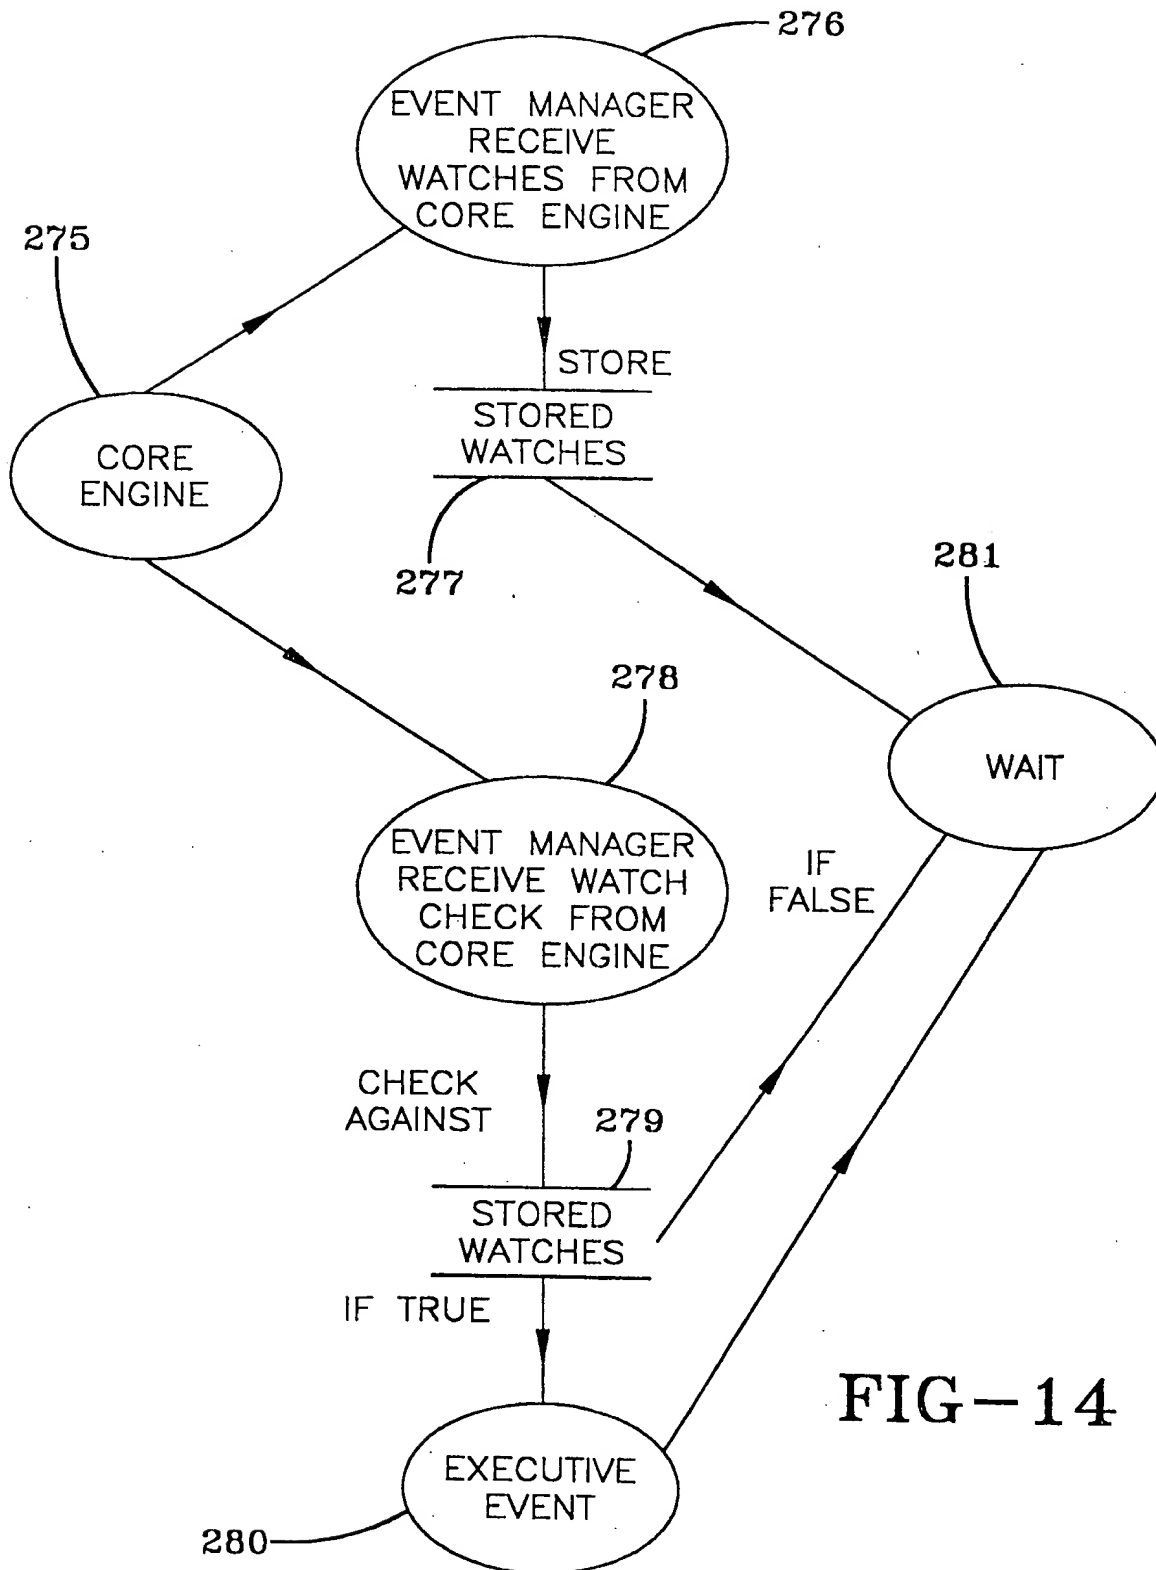 276
EVENT MANAGER
RECEIVE
WATCHES FROM
CORE ENGINE
275
STORE
STORED
WATCHES
CORE
ENGINE
277
281
278
WAIT
EVENT MANAGER
RECEIVE WATCH
CHECK FROM
CORE ENGINE
IF
FALSE
CHECK
AGAINST
279
STORED
WATCHES
IF TRUE
FIG-14
EXECUTIVE
EVENT
280